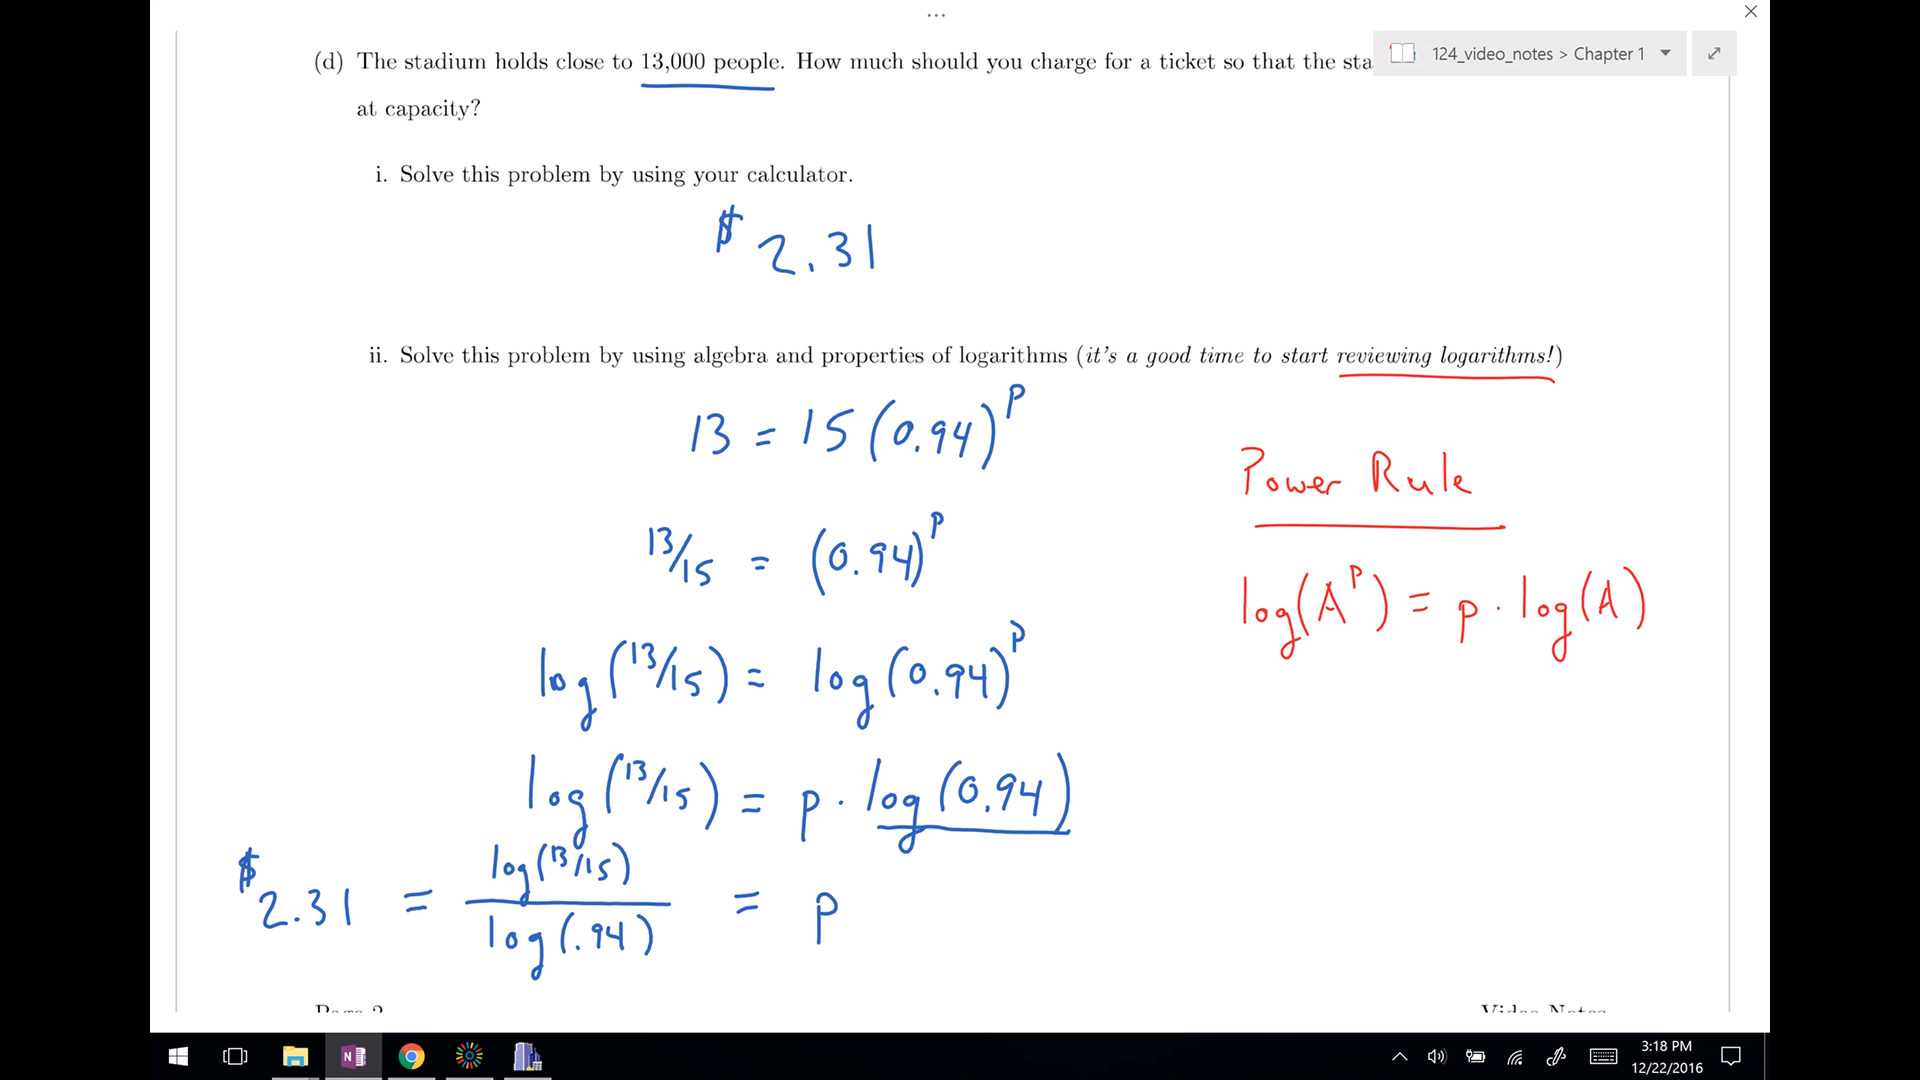 ...
124_video_notes > Chapter 1
(d) The stadium holds close to 13,000 people. How much should you charge for a ticket so that the sta
at capacity?
i. Solve this problem by using your calculator.
$ 2.31
ii. Solve this problem by using algebra and properties of logarithms (it's a good time to start reviewing logarithms!)
13 = 15 (0.94)^p
Power Rule
13/15 = (0.94)^p
log(A^p) = p · log(A)
log(13/15) = log(0.94)^p
log(13/15) = p · log(0.94)
$2.31 = log(13/15) / log(.94) = p
3:18 PM
12/22/2016